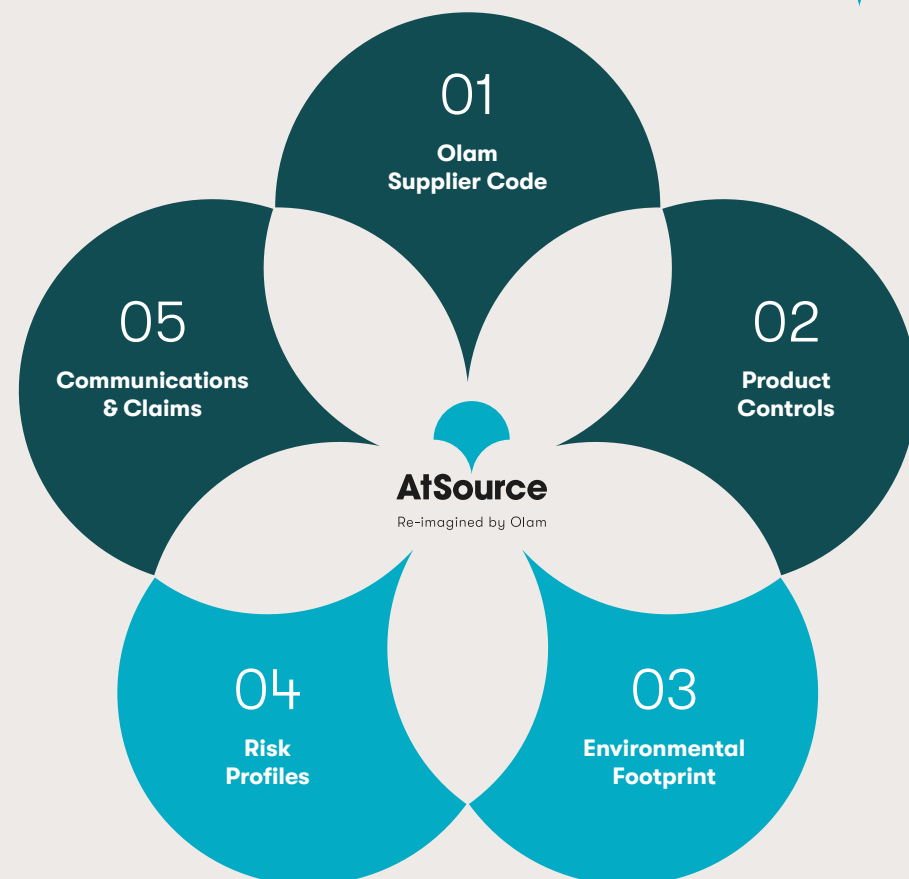 01
Olam
Supplier Code
02
Product
Controls
03
Environmental
Footprint
04
Risk
Profiles
05
Communications
& Claims
AtSource
Re-imagined by Olam